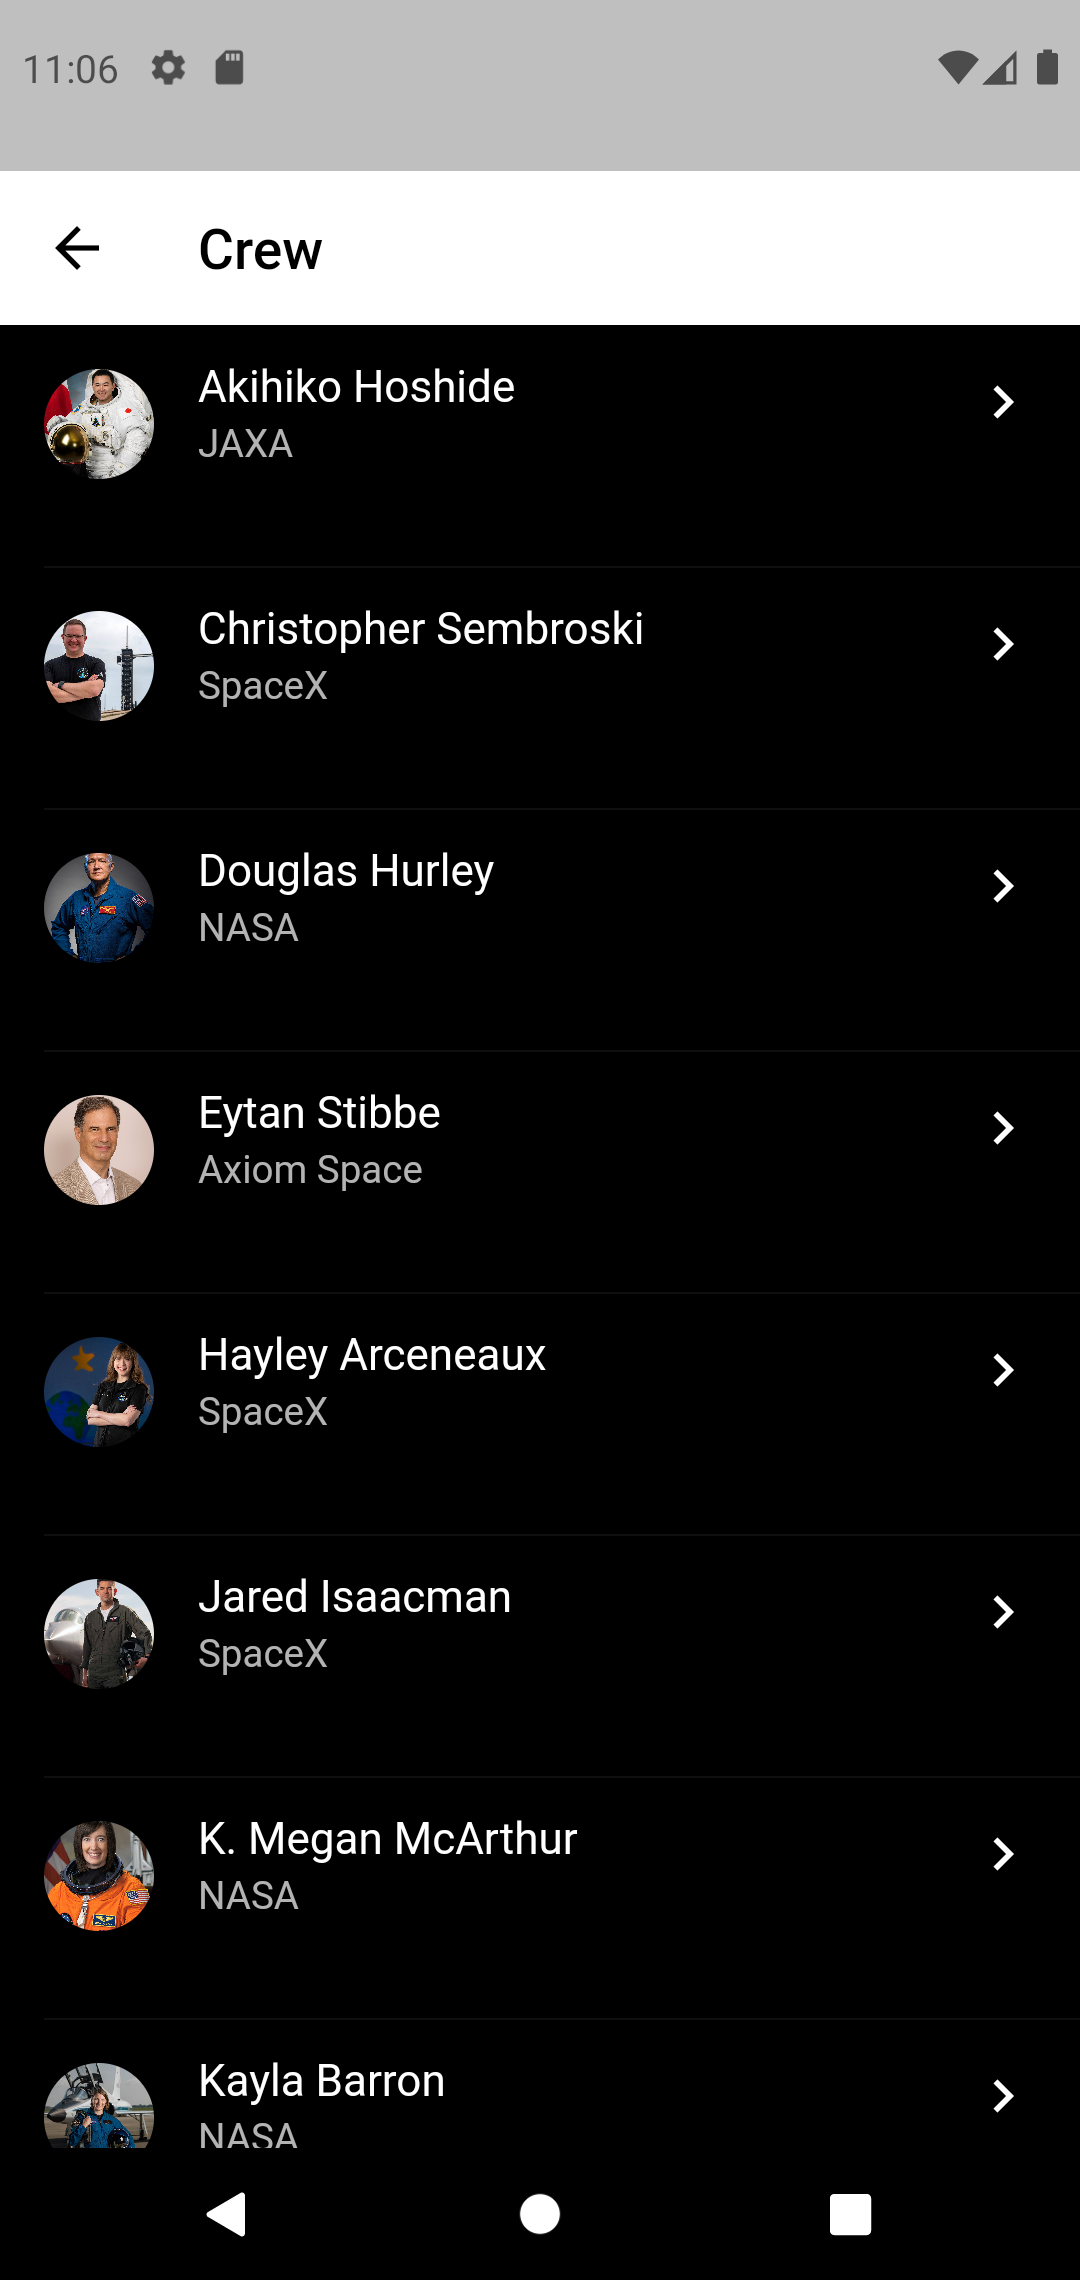 11:06
Crew
Akihiko Hoshide
JAXA
Christopher Sembroski
SpaceX
Douglas Hurley
NASA
Eytan Stibbe
Axiom Space
Hayley Arceneaux
SpaceX
Jared Isaacman
SpaceX
K. Megan McArthur
NASA
Kayla Barron
NASA